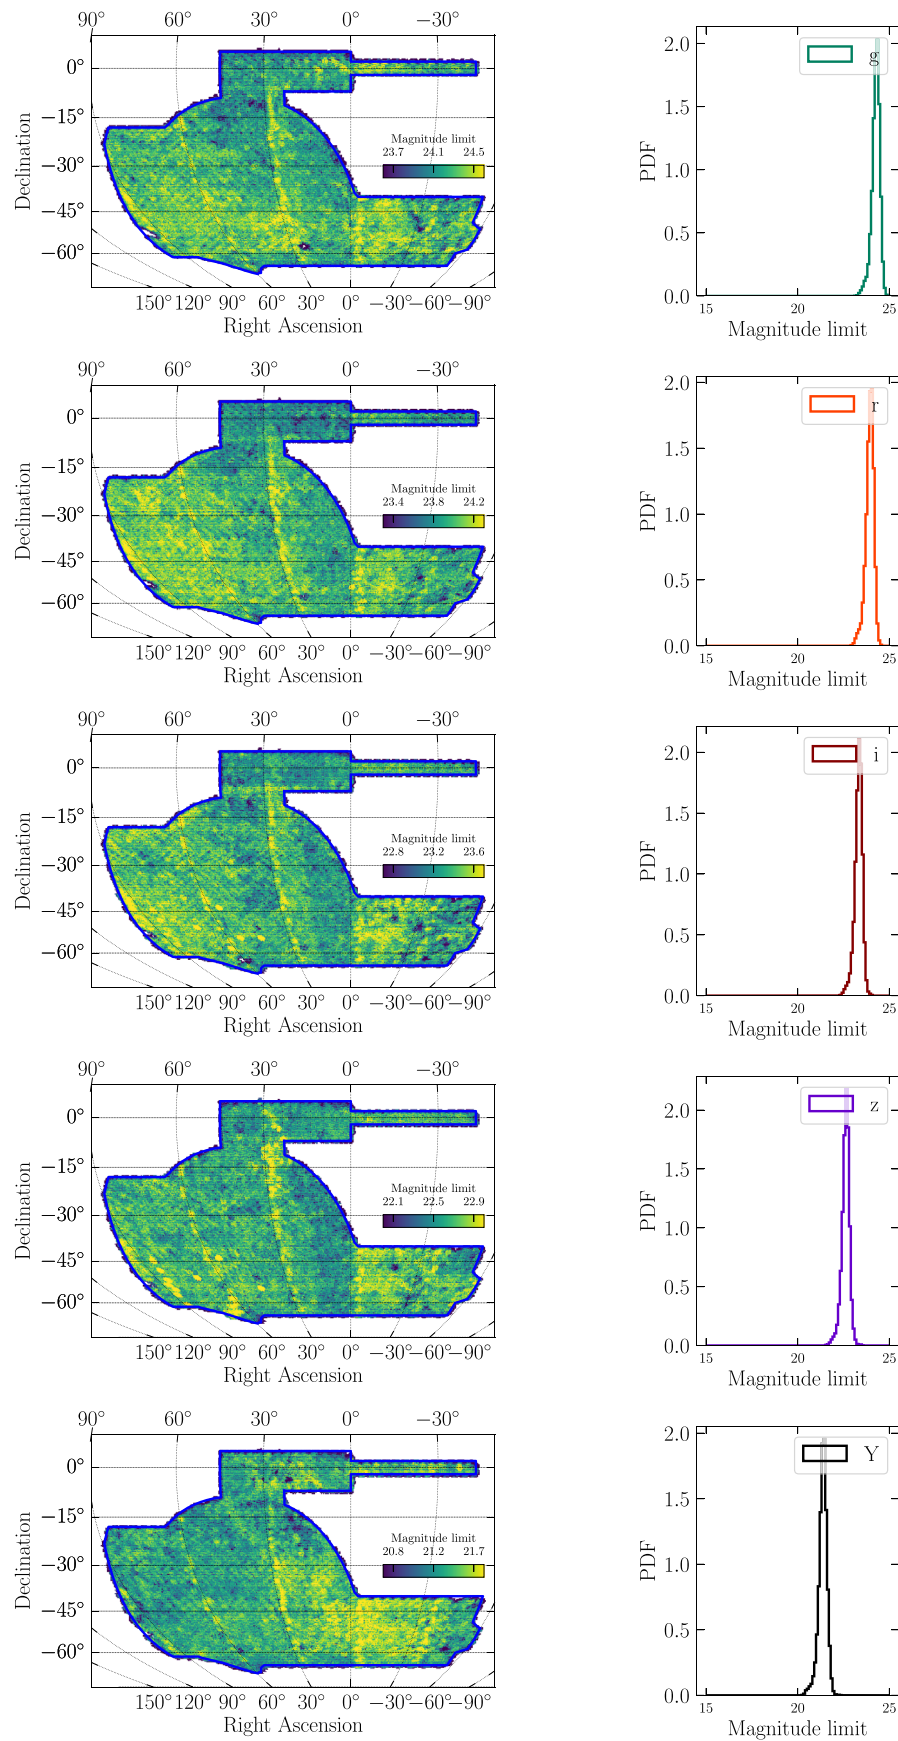 90° 60° 30° 0° −30°
0°
−15°
−30°
−45°
−60°
Declination
Magnitude limit
23.7 24.1 24.5
150° 120° 90° 60° 30° 0° −30° −60° −90°
Right Ascension
g
2.0
1.5
1.0
0.5
0.0
PDF
15 20 25
Magnitude limit
90° 60° 30° 0° −30°
0°
−15°
−30°
−45°
−60°
Declination
Magnitude limit
23.4 23.8 24.2
150° 120° 90° 60° 30° 0° −30° −60° −90°
Right Ascension
r
2.0
1.5
1.0
0.5
0.0
PDF
15 20 25
Magnitude limit
90° 60° 30° 0° −30°
0°
−15°
−30°
−45°
−60°
Declination
Magnitude limit
22.8 23.2 23.6
150° 120° 90° 60° 30° 0° −30° −60° −90°
Right Ascension
i
2.0
1.5
1.0
0.5
0.0
PDF
15 20 25
Magnitude limit
90° 60° 30° 0° −30°
0°
−15°
−30°
−45°
−60°
Declination
Magnitude limit
22.1 22.5 22.9
150° 120° 90° 60° 30° 0° −30° −60° −90°
Right Ascension
z
2.0
1.5
1.0
0.5
0.0
PDF
15 20 25
Magnitude limit
90° 60° 30° 0° −30°
0°
−15°
−30°
−45°
−60°
Declination
Magnitude limit
20.8 21.2 21.7
150° 120° 90° 60° 30° 0° −30° −60° −90°
Right Ascension
Y
2.0
1.5
1.0
0.5
0.0
PDF
15 20 25
Magnitude limit